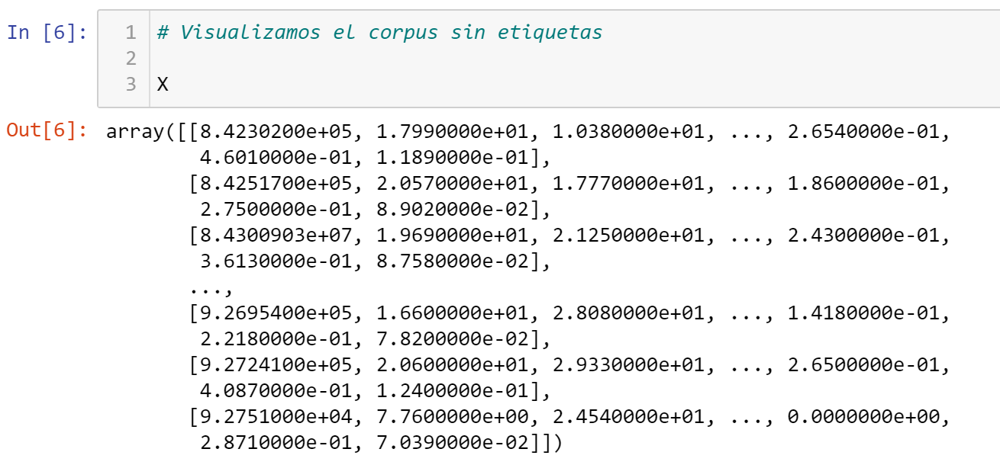 In [6]:
1 # Visualizamos el corpus sin etiquetas
2
3 X
Out[6]: array([[8.4230200e+05, 1.7990000e+01, 1.0380000e+01, ..., 2.6540000e-01,
4.6010000e-01, 1.1890000e-01],
[8.4251700e+05, 2.0570000e+01, 1.7770000e+01, ..., 1.8600000e-01,
2.7500000e-01, 8.9020000e-02],
[8.4300903e+07, 1.9690000e+01, 2.1250000e+01, ..., 2.4300000e-01,
3.6130000e-01, 8.7580000e-02],
...,
[9.2695400e+05, 1.6600000e+01, 2.8080000e+01, ..., 1.4180000e-01,
2.2180000e-01, 7.8200000e-02],
[9.2724100e+05, 2.0600000e+01, 2.9330000e+01, ..., 2.6500000e-01,
4.0870000e-01, 1.2400000e-01],
[9.2751000e+04, 7.7600000e+00, 2.4540000e+01, ..., 0.0000000e+00,
2.8710000e-01, 7.0390000e-02]])